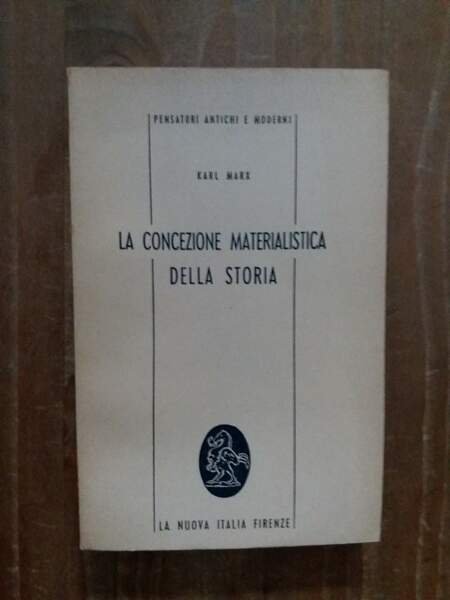 PENSATORI ANTICHI E MODERNI
KARL MARX
LA CONCEZIONE MATERIALISTICA
DELLA STORIA
LA NUOVA ITALIA FIRENZE